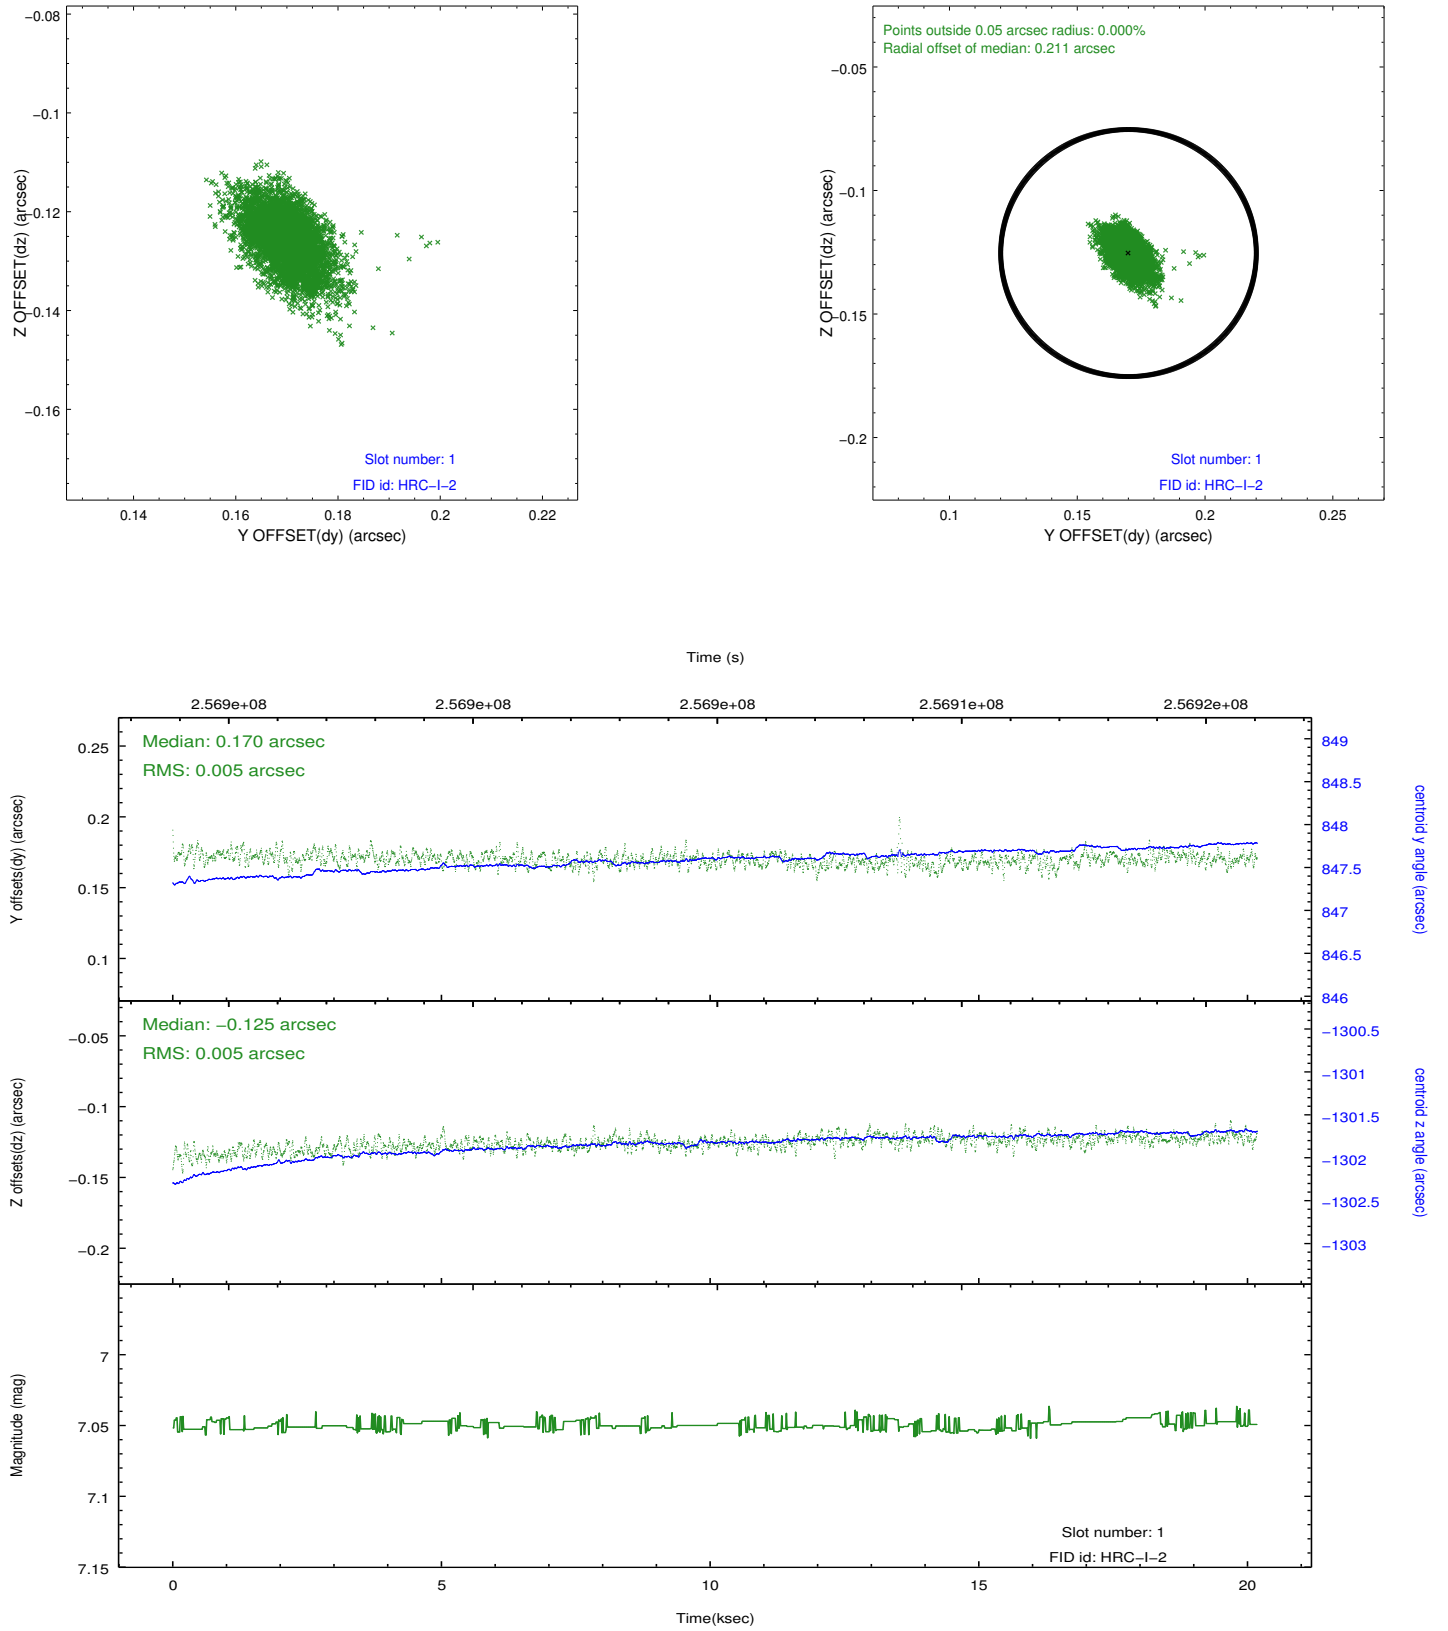 −0.08
−0.1
−0.12
−0.14
−0.16
Z OFFSET(dz) (arcsec)
Slot number: 1
FID id: HRC−I−2
0.14
0.16
0.18
0.2
0.22
Y OFFSET(dy) (arcsec)
Points outside 0.05 arcsec radius: 0.000%
Radial offset of median: 0.211 arcsec
−0.05
−0.1
−0.15
−0.2
Z OFFSET(dz) (arcsec)
Slot number: 1
FID id: HRC−I−2
0.1
0.15
0.2
0.25
Y OFFSET(dy) (arcsec)
Time (s)
2.569e+08
2.569e+08
2.569e+08
2.5691e+08
2.5692e+08
Median: 0.170 arcsec
RMS: 0.005 arcsec
0.25
0.2
0.15
0.1
Y offsets(dy) (arcsec)
849
848.5
848
847.5
847
846.5
846
centroid y angle (arcsec)
Median: −0.125 arcsec
RMS: 0.005 arcsec
−0.05
−0.1
−0.15
−0.2
Z offsets(dz) (arcsec)
−1300.5
−1301
−1301.5
−1302
−1302.5
−1303
centroid z angle (arcsec)
7
7.05
7.1
7.15
Magnitude (mag)
Slot number: 1
FID id: HRC−I−2
0
5
10
15
20
Time(ksec)